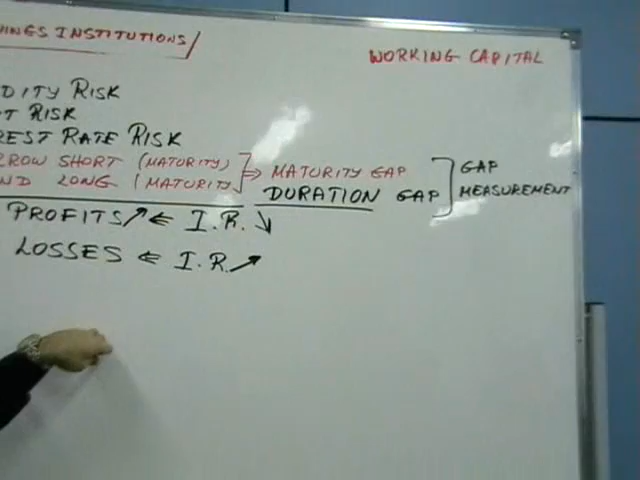 NINGS INSTITUTIONS
WORKING CAPITAL
DITY RISK
T RISK
REST RATE RISK
RROW SHORT (MATURITY) ⇒ MATURITY GAP
ND LONG (MATURITY DURATION GAP
GAP
MEASUREMENT
PROFITS ↗ ⇐ I.R. ↘
LOSSES ⇐ I.R. ↗